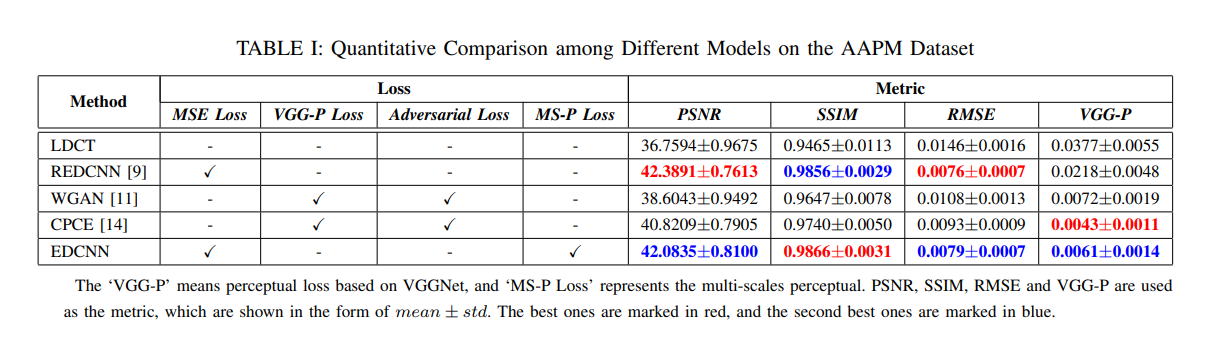 TABLE I: Quantitative Comparison among Different Models on the AAPM Dataset
Method Loss Metric
MSE Loss VGG-P Loss Adversarial Loss MS-P Loss PSNR SSIM RMSE VGG-P
LDCT - - - - 36.7594±0.9675 0.9465±0.0113 0.0146±0.0016 0.0377±0.0055
REDCNN [9] ✓ - - - 42.3891±0.7613 0.9856±0.0029 0.0076±0.0007 0.0218±0.0048
WGAN [11] - ✓ ✓ - 38.6043±0.9492 0.9647±0.0078 0.0108±0.0013 0.0072±0.0019
CPCE [14] - ✓ ✓ - 40.8209±0.7905 0.9740±0.0050 0.0093±0.0009 0.0043±0.0011
EDCNN ✓ - - ✓ 42.0835±0.8100 0.9866±0.0031 0.0079±0.0007 0.0061±0.0014
The ‘VGG-P’ means perceptual loss based on VGGNet, and ‘MS-P Loss’ represents the multi-scales perceptual. PSNR, SSIM, RMSE and VGG-P are used
as the metric, which are shown in the form of mean ± std. The best ones are marked in red, and the second best ones are marked in blue.